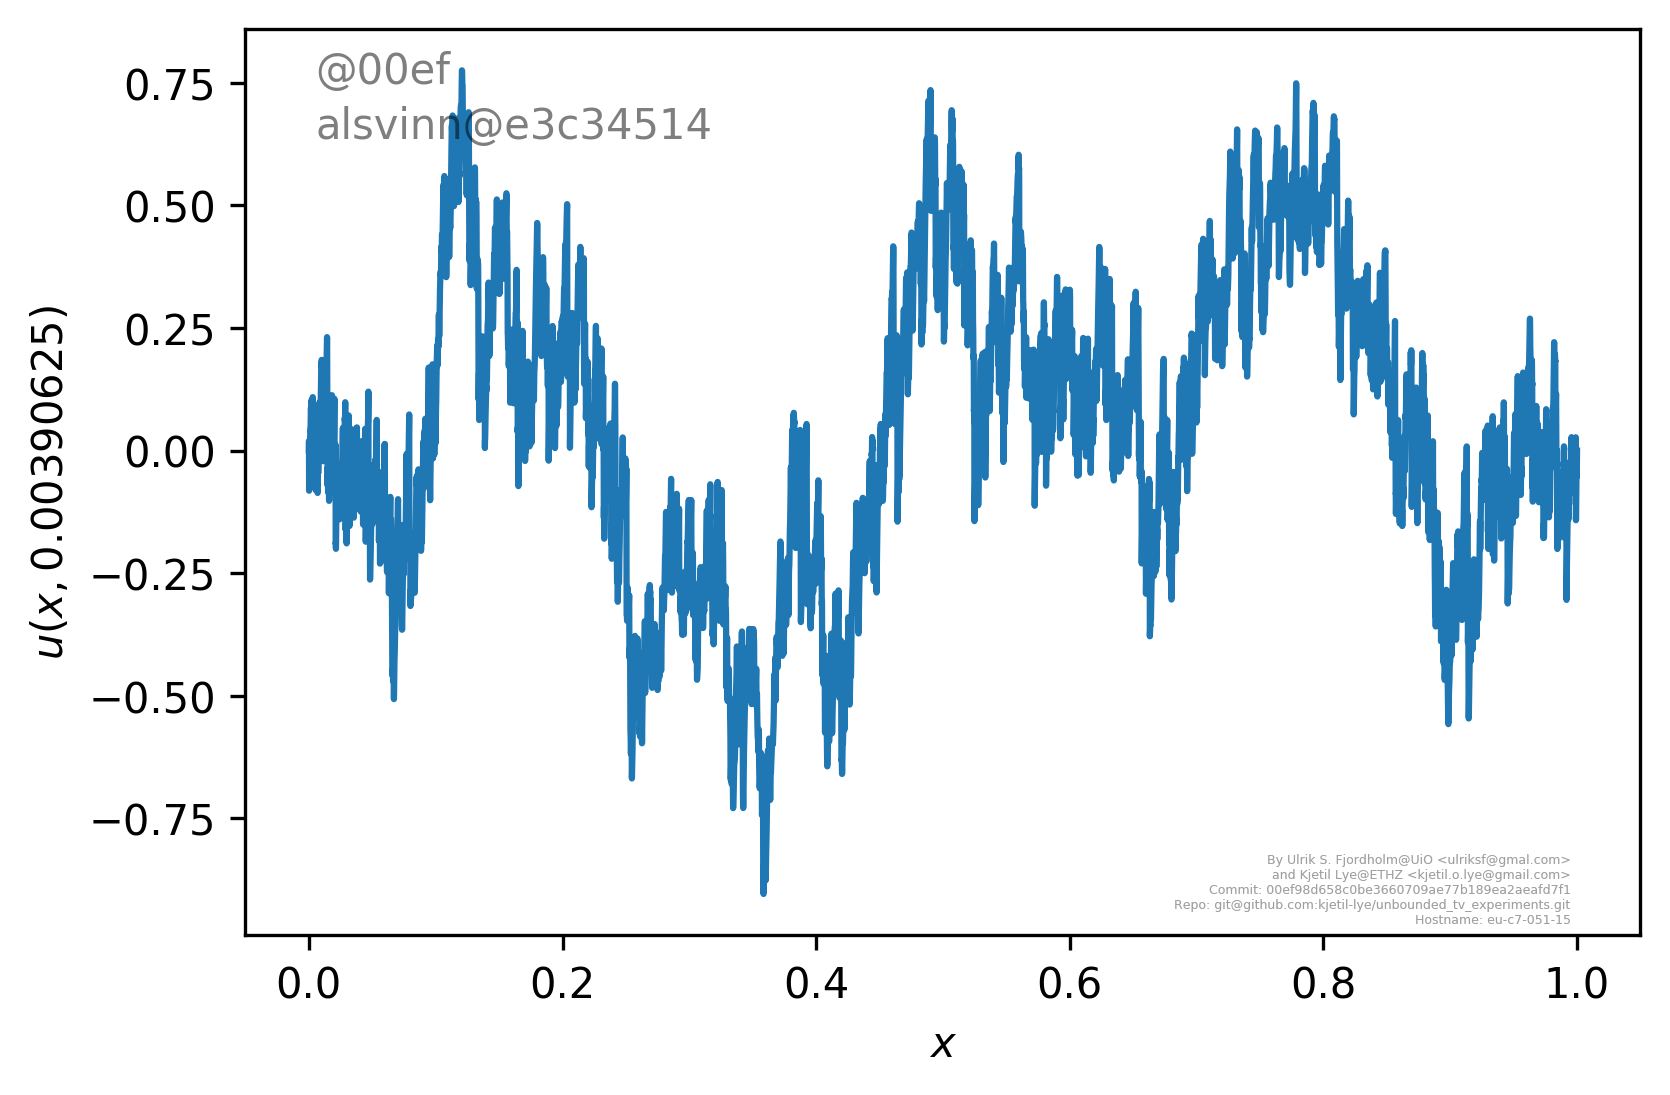 @00ef
alsvinn@e3c34514
0.75
0.50
0.25
0.00
−0.25
−0.50
−0.75
u(x, 0.00390625)
By Ulrik S. Fjordholm@UiO <ulriksf@gmal.com>
and Kjetil Lye@ETHZ <kjetil.o.lye@gmail.com>
Commit: 00ef98d658c0be3660709ae77b189ea2aeafd7f1
Repo: git@github.com:kjetil-lye/unbounded_tv_experiments.git
Hostname: eu-c7-051-15
0.0 0.2 0.4 0.6 0.8 1.0
x